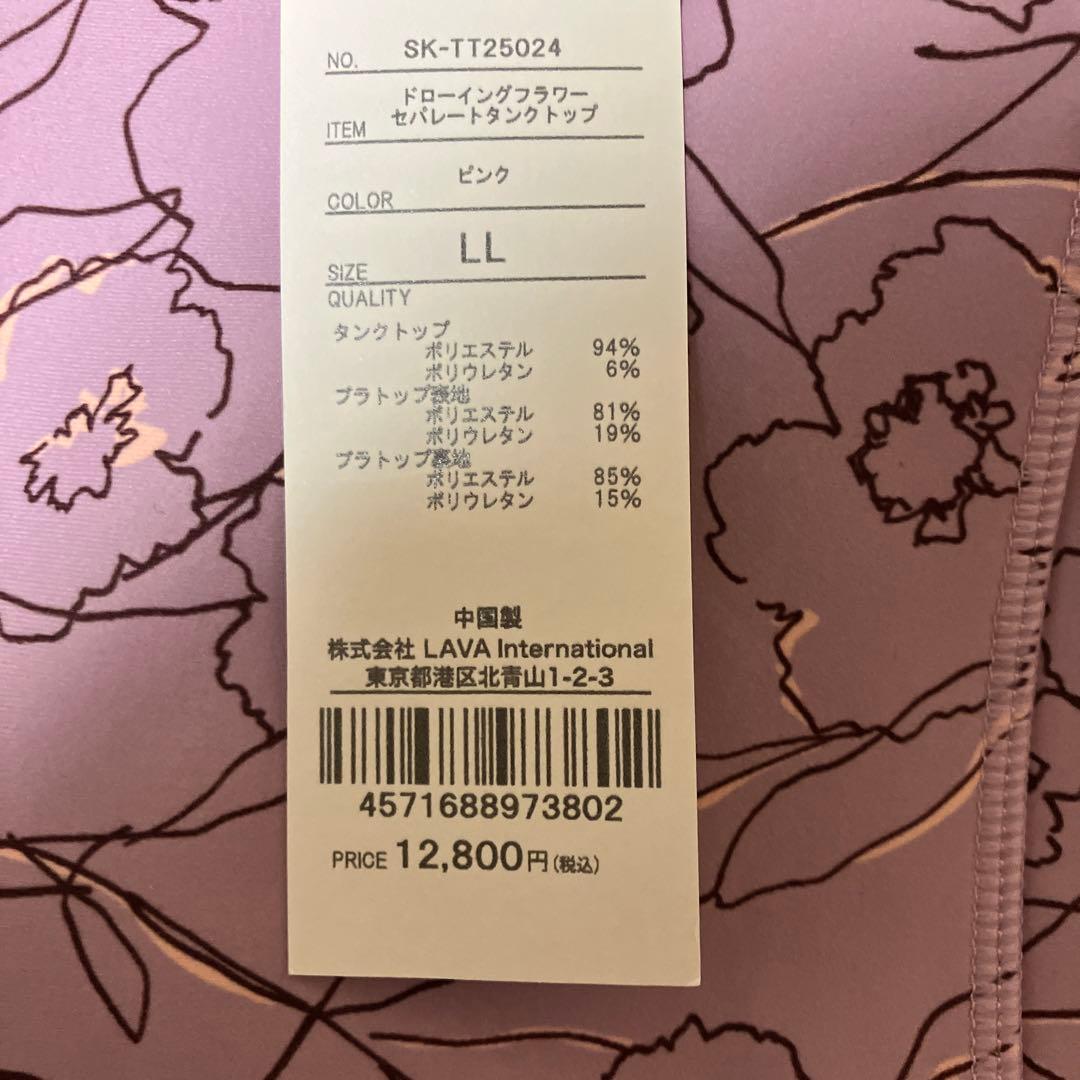 NO. SK-TT25024
ドローイングフラワー
ITEM セパレートタンクトップ
COLOR ピンク
SIZE LL
QUALITY
タンクトップ
ポリエステル 94%
ポリウレタン 6%
ブラトップ表地
ポリエステル 81%
ポリウレタン 19%
ブラトップ裏地
ポリエステル 85%
ポリウレタン 15%
中国製
株式会社 LAVA International
東京都港区北青山1-2-3
4571688973802
PRICE 12,800円(税込)